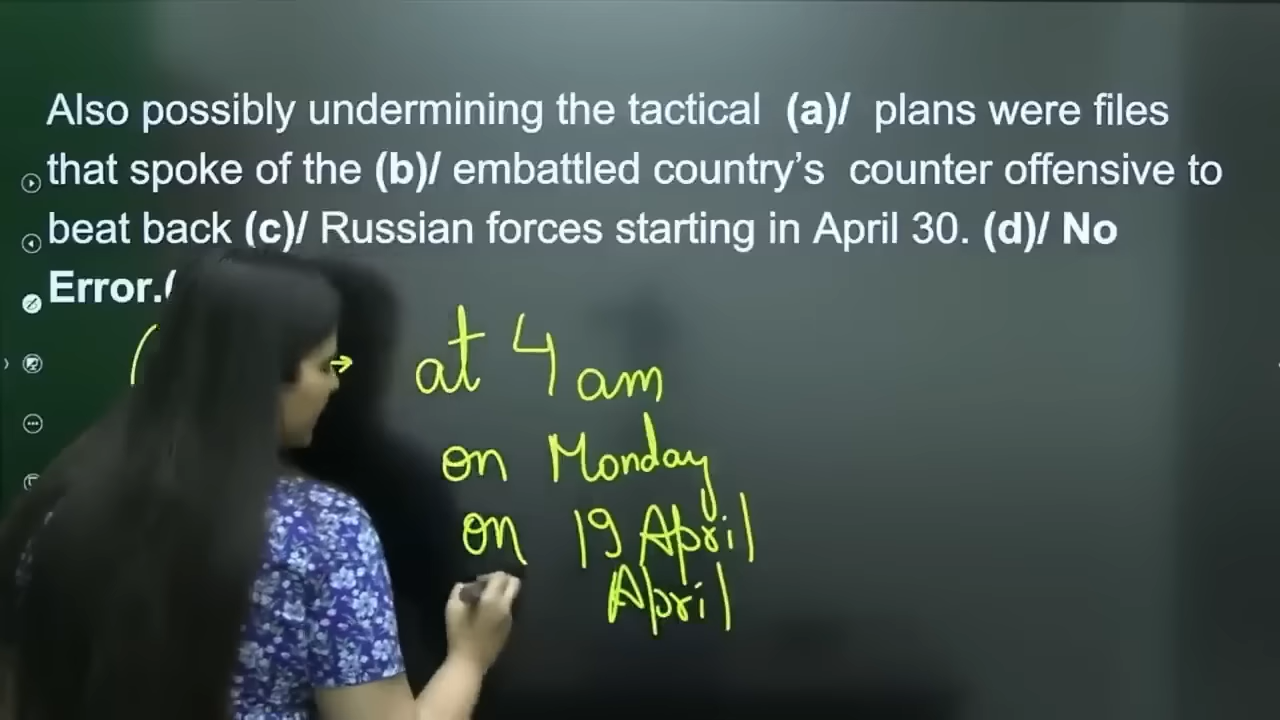 Also possibly undermining the tactical (a)/ plans were files
that spoke of the (b)/ embattled country’s counter offensive to
beat back (c)/ Russian forces starting in April 30. (d)/ No
Error.(
( → at 4 am
on Monday
on 19 April
April